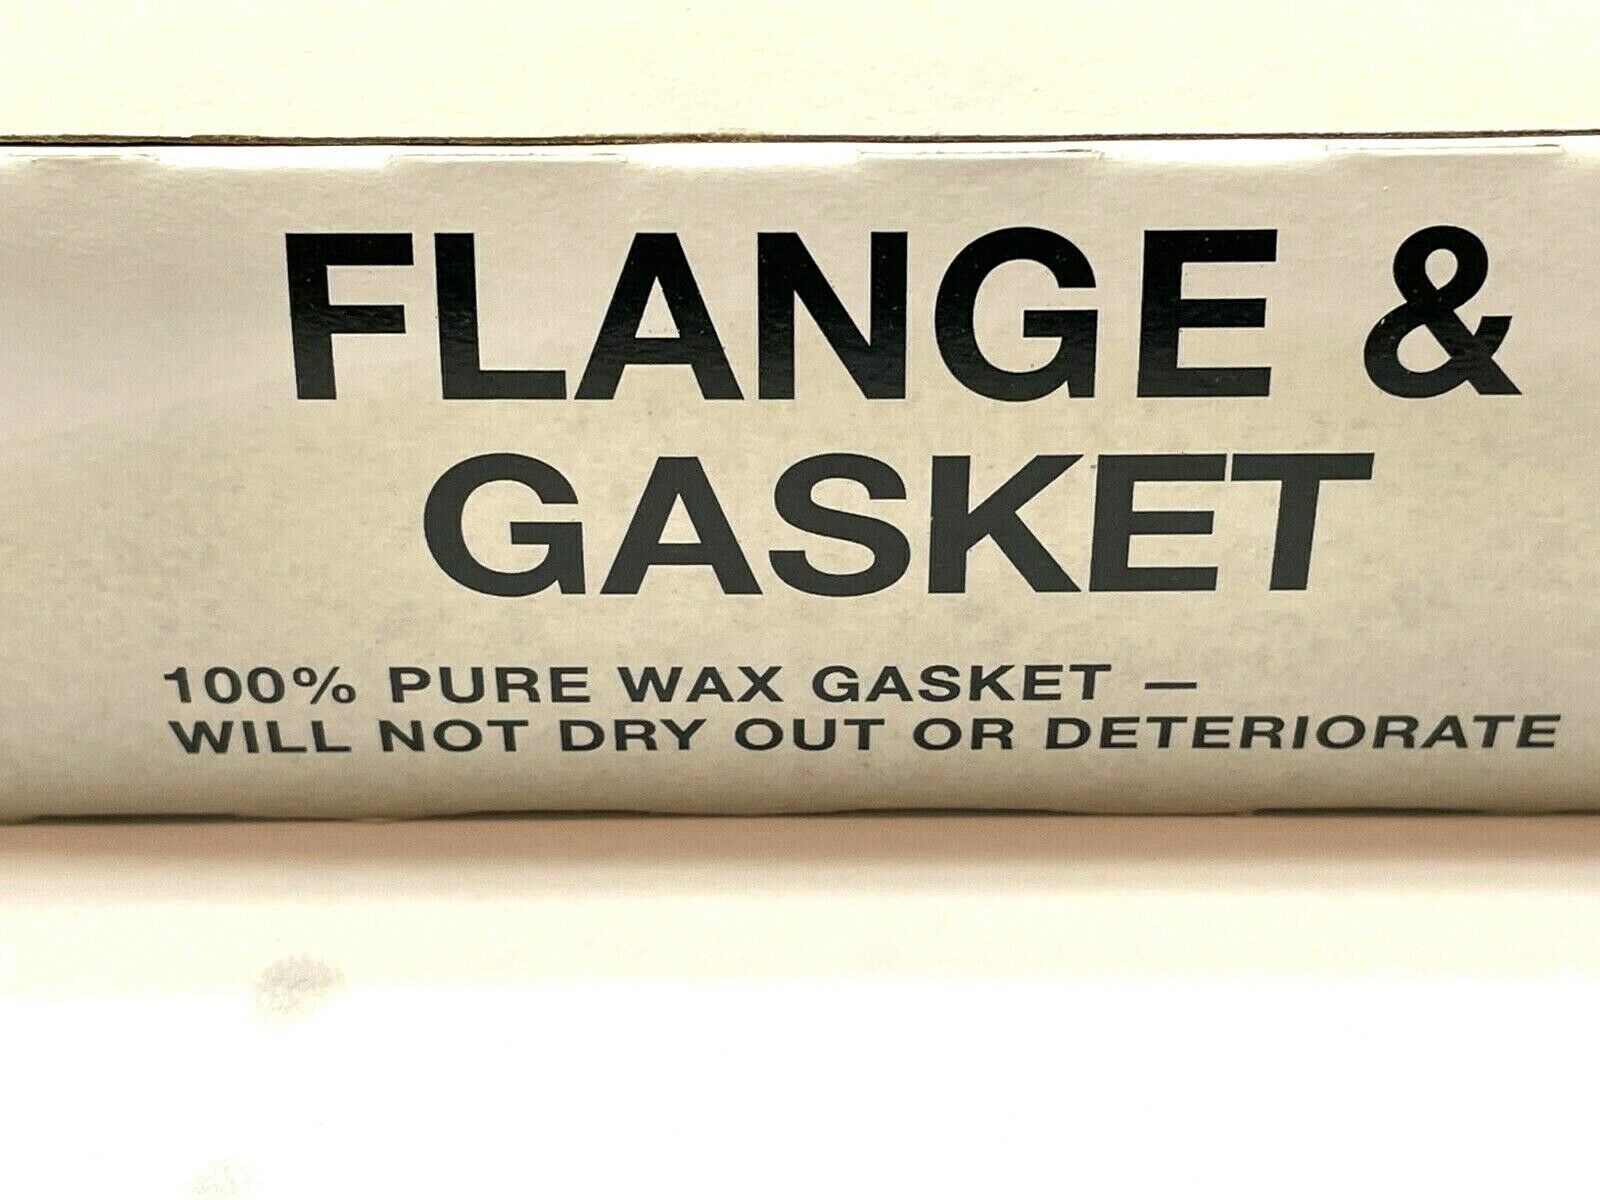 FLANGE &
GASKET
100% PURE WAX GASKET —
WILL NOT DRY OUT OR DETERIORATE